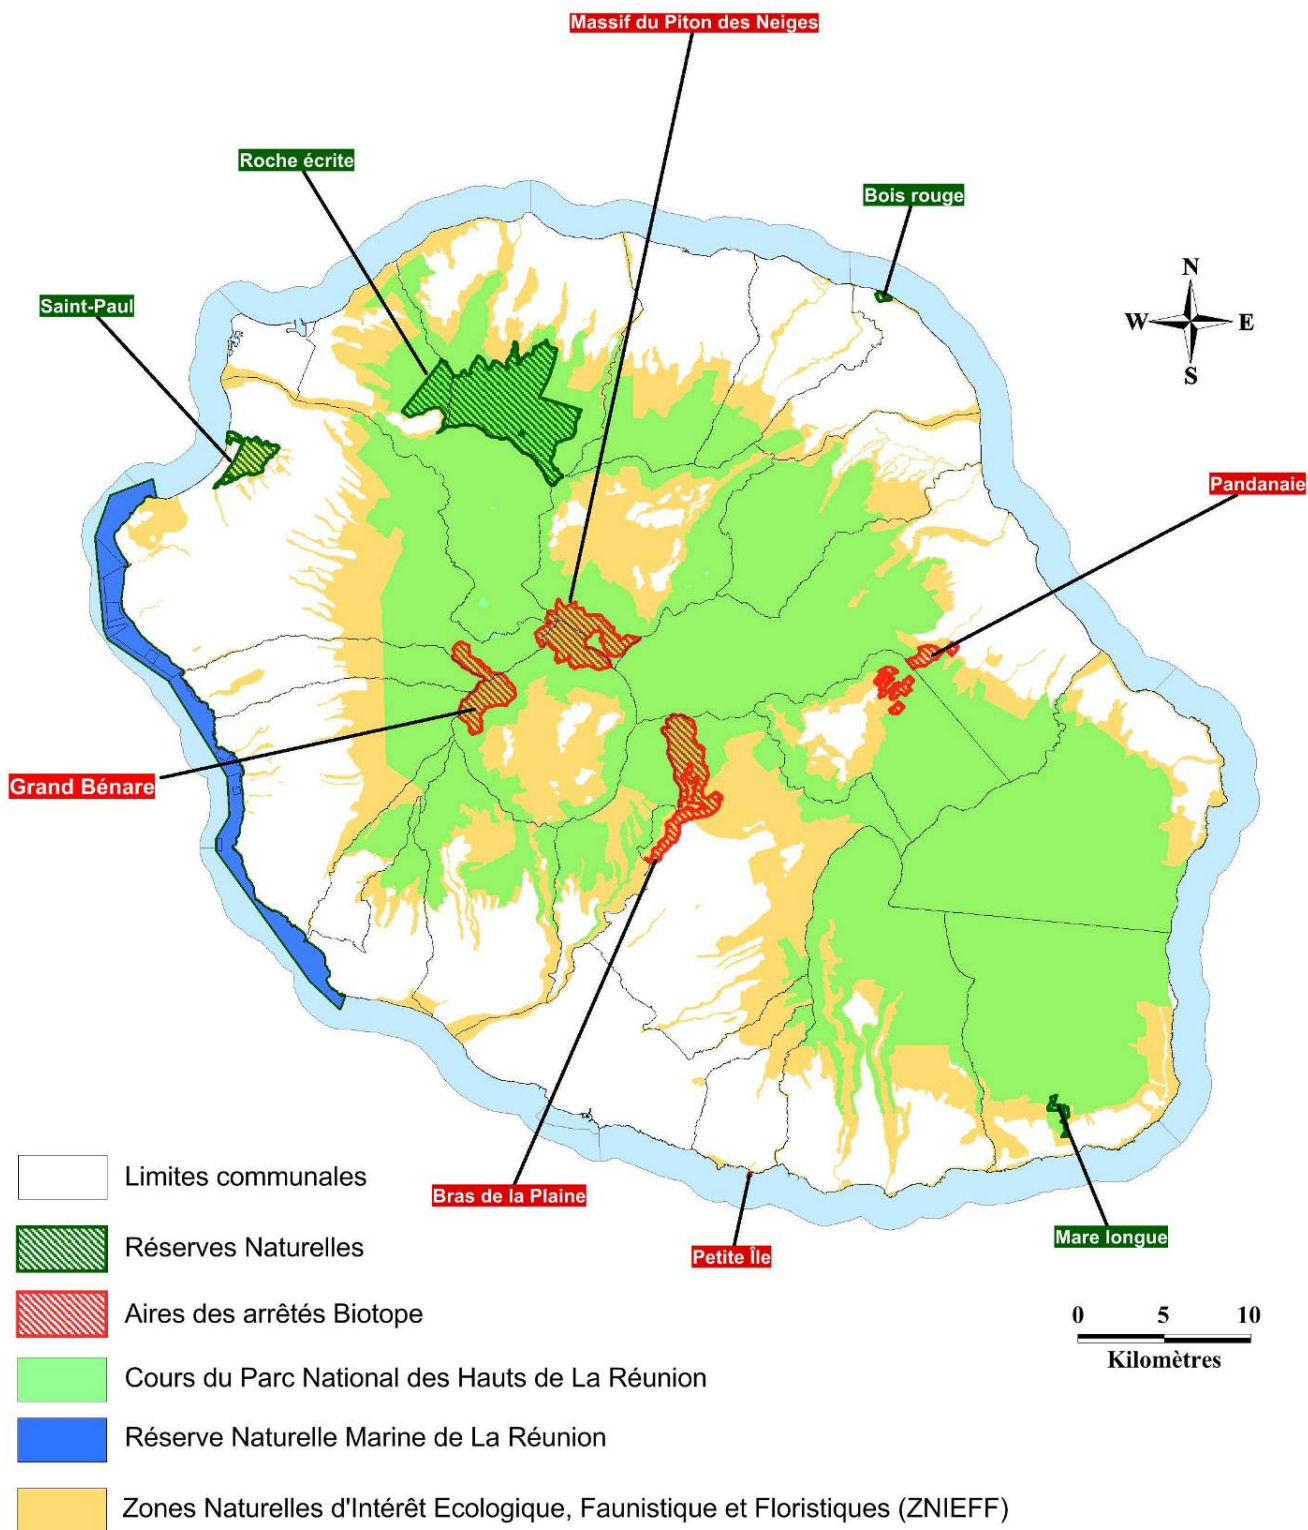 Massif du Piton des Neiges
Roche écrite
Bois rouge
N
W E
S
Saint-Paul
Pandanaie
Grand Bénare
Limites communales
Bras de la Plaine
Petite Île
Mare longue
Réserves Naturelles
Aires des arrêtés Biotope
0 5 10
Kilomètres
Cours du Parc National des Hauts de La Réunion
Réserve Naturelle Marine de La Réunion
Zones Naturelles d'Intérêt Ecologique, Faunistique et Floristiques (ZNIEFF)